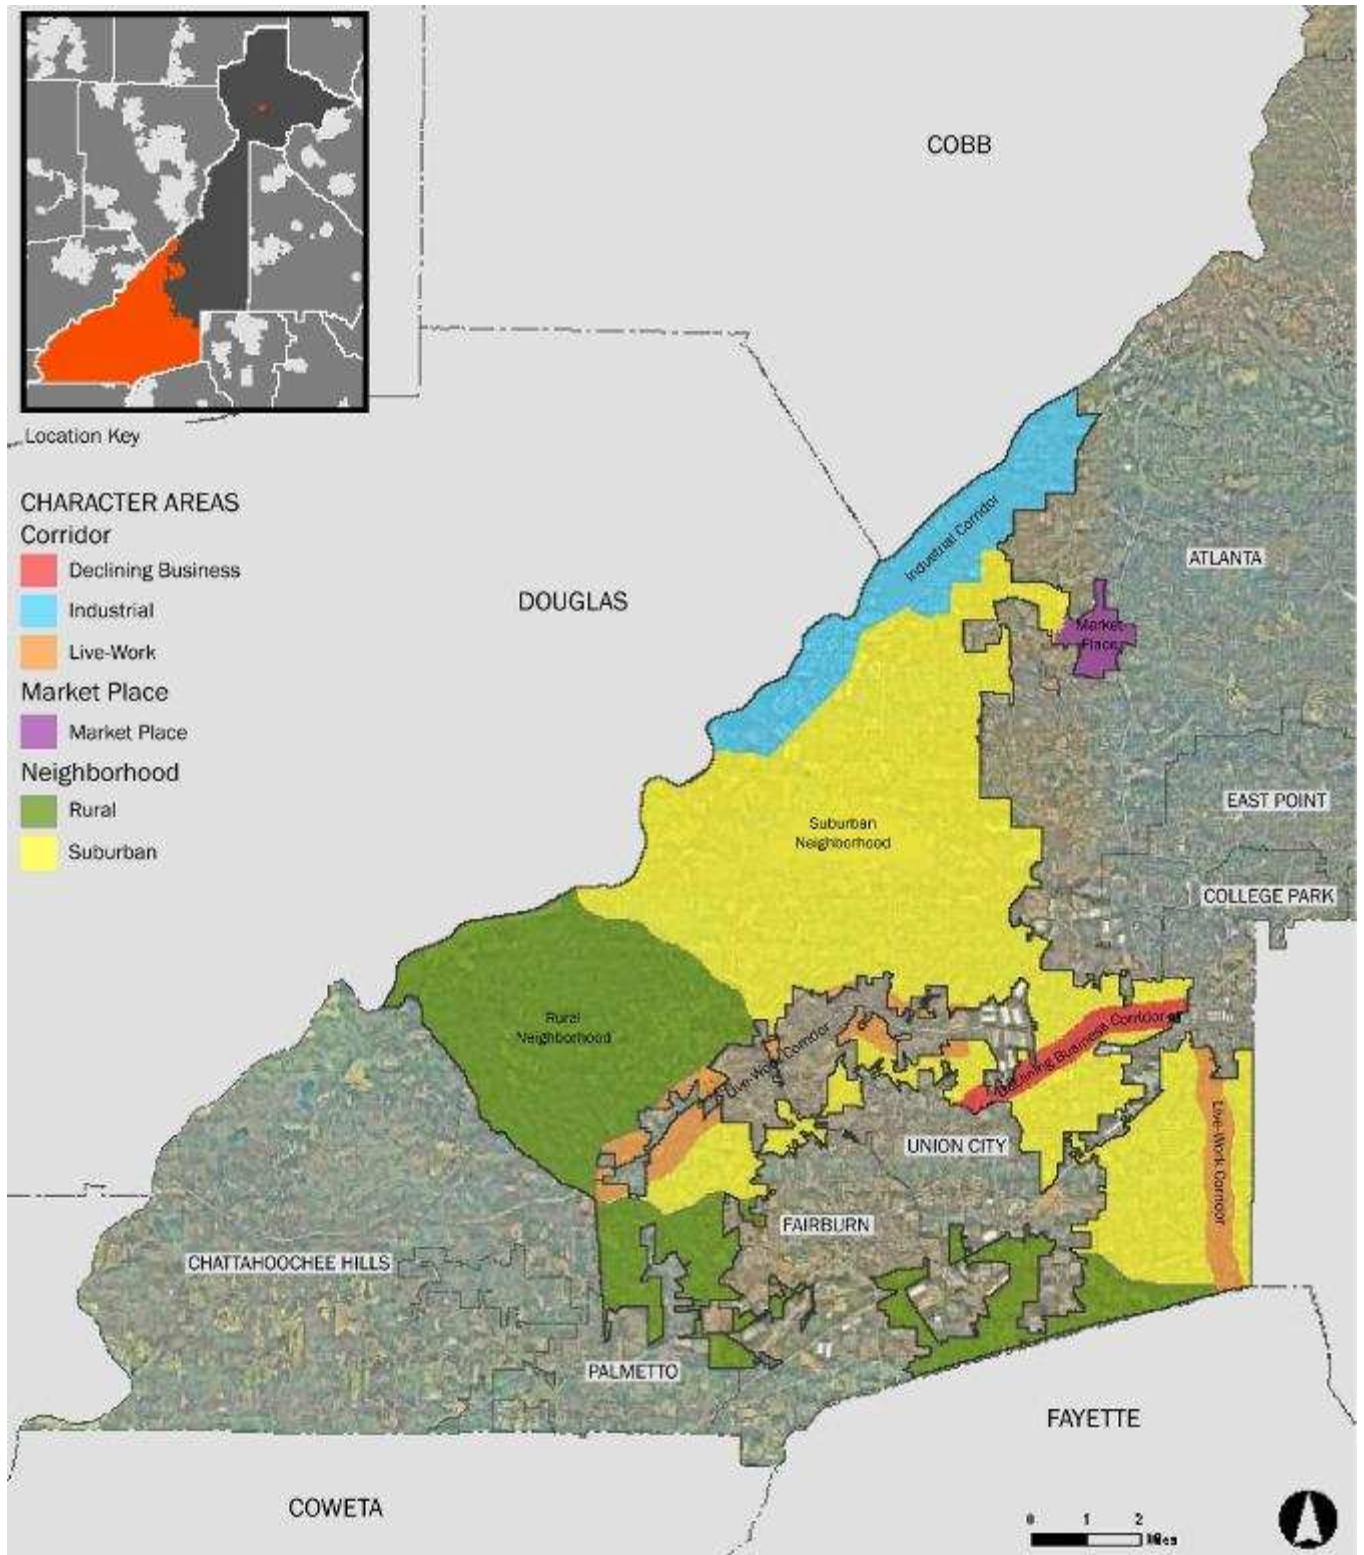 COBB
Location Key
CHARACTER AREAS
Corridor
Declining Business
Industrial
Live-Work
Market Place
Market Place
Neighborhood
Rural
Suburban
DOUGLAS
Industrial Corridor
ATLANTA
Market
Place
EAST POINT
Suburban
Neighborhood
COLLEGE PARK
Rural
Neighborhood
Live-Work Corridor
Declining Business Corridor
UNION CITY
Live-Work Corridor
FAIRBURN
CHATTAHOOCHEE HILLS
PALMETTO
FAYETTE
COWETA
0 1 2
Miles